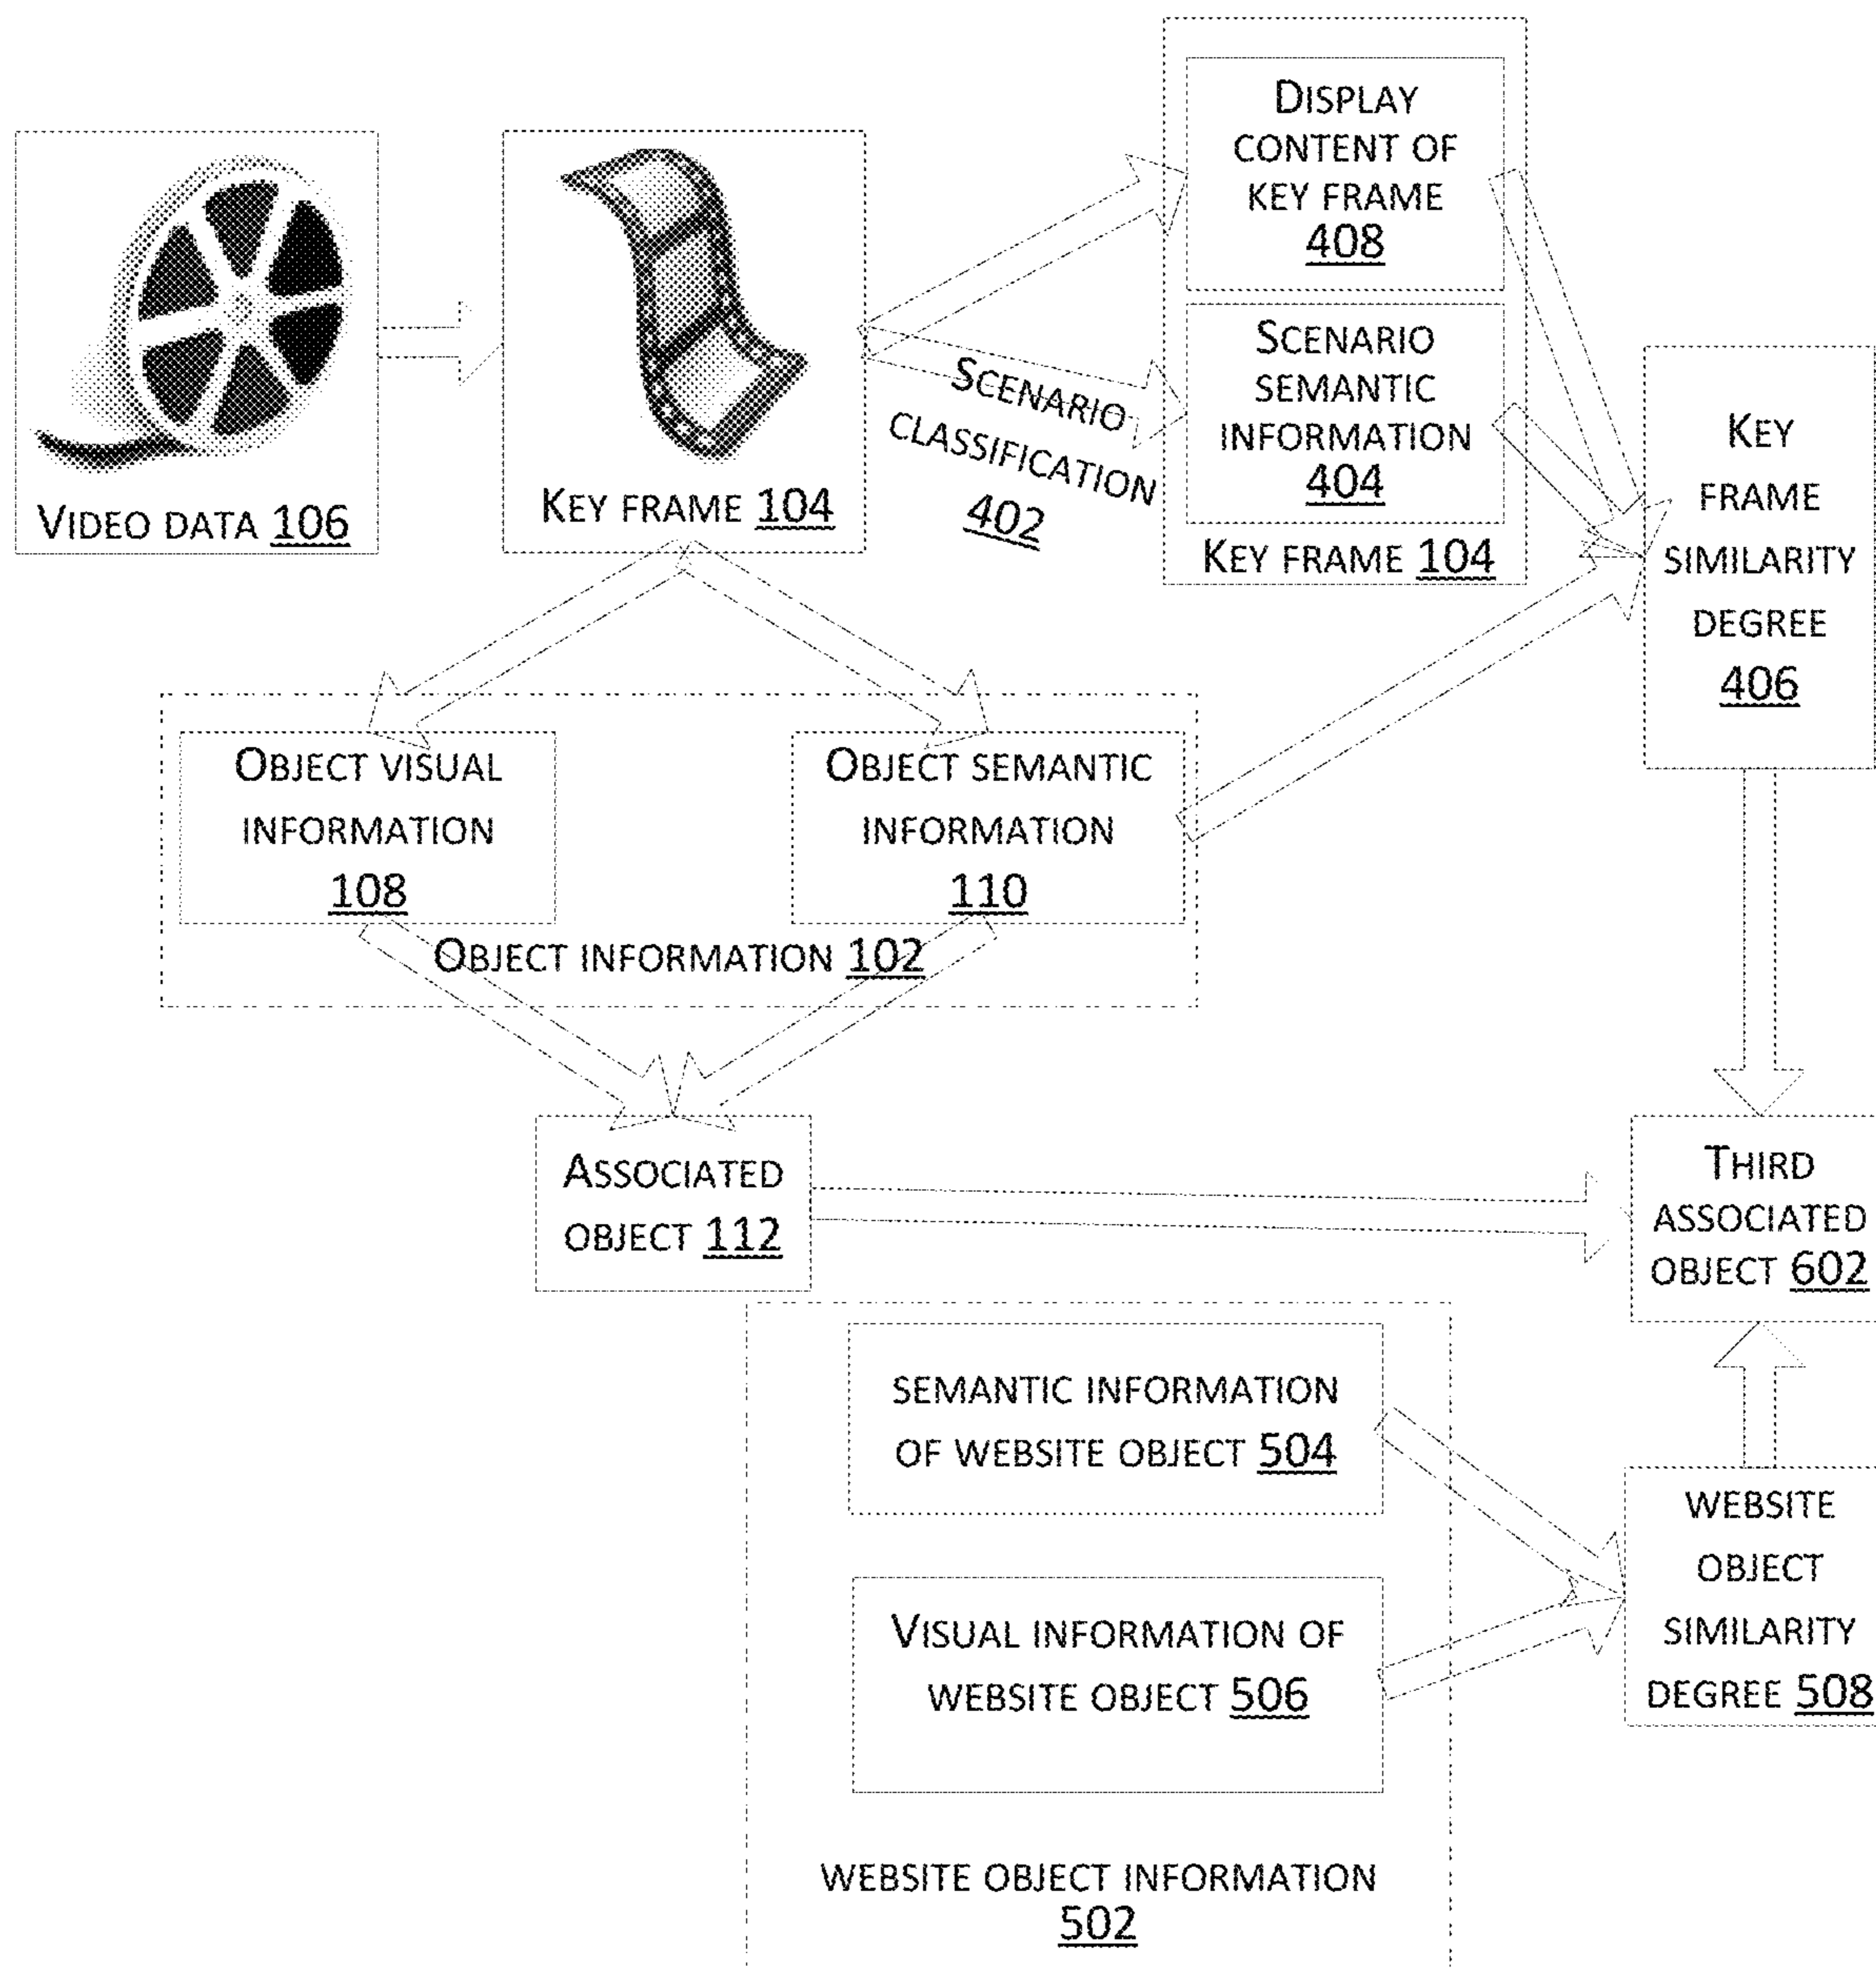 VIDEO DATA 106
KEY FRAME 104
SCENARIO
CLASSIFICATION
402
DISPLAY
CONTENT OF
KEY FRAME
408
SCENARIO
SEMANTIC
INFORMATION
404
KEY FRAME 104
KEY
FRAME
SIMILARITY
DEGREE
406
OBJECT VISUAL
INFORMATION
108
OBJECT SEMANTIC
INFORMATION
110
OBJECT INFORMATION 102
ASSOCIATED
OBJECT 112
THIRD
ASSOCIATED
OBJECT 602
SEMANTIC INFORMATION
OF WEBSITE OBJECT 504
VISUAL INFORMATION OF
WEBSITE OBJECT 506
WEBSITE
OBJECT
SIMILARITY
DEGREE 508
WEBSITE OBJECT INFORMATION
502